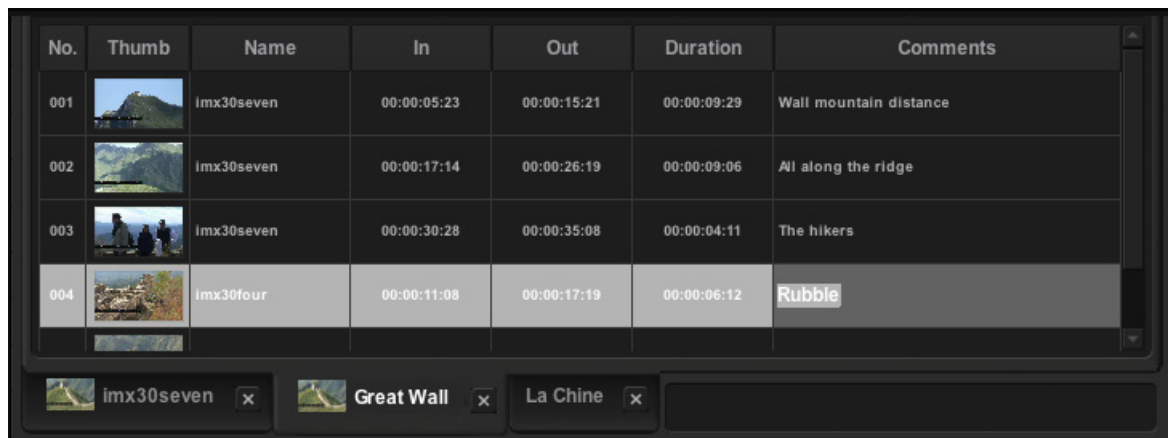 No. Thumb Name In Out Duration Comments
001 imx30seven 00:00:05:23 00:00:15:21 00:00:09:29 Wall mountain distance
002 imx30seven 00:00:17:14 00:00:26:19 00:00:09:06 All along the ridge
003 imx30seven 00:00:30:28 00:00:35:08 00:00:04:11 The hikers
004 imx30four 00:00:11:08 00:00:17:19 00:00:06:12 Rubble
imx30seven Great Wall La Chine